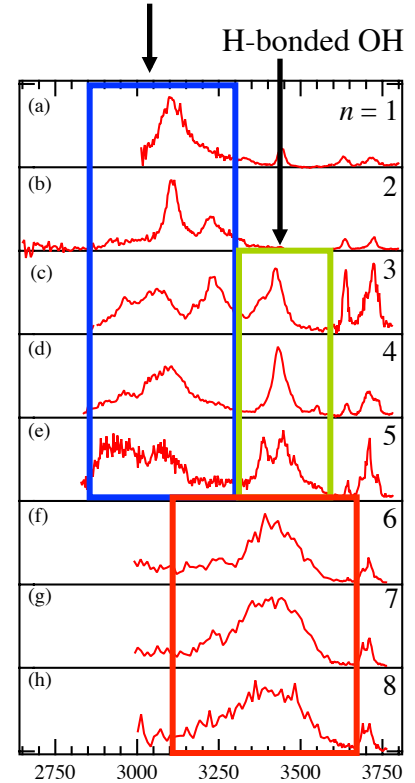 H-bonded OH
(a) n = 1
(b) 2
(c) 3
(d) 4
(e) 5
(f) 6
(g) 7
(h) 8
2750 3000 3250 3500 3750